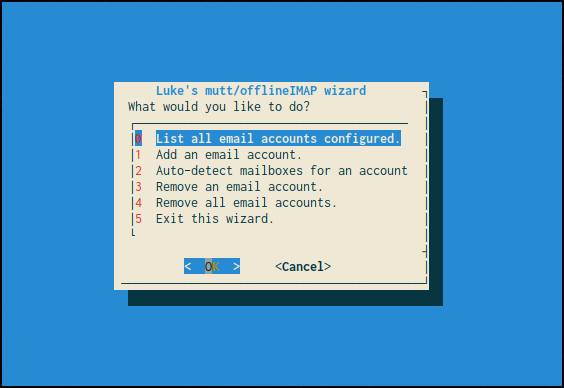 Luke's mutt/offlineIMAP wizard
What would you like to do?
0 List all email accounts configured.
1 Add an email account.
2 Auto-detect mailboxes for an account
3 Remove an email account.
4 Remove all email accounts.
5 Exit this wizard.
< OK > <Cancel>